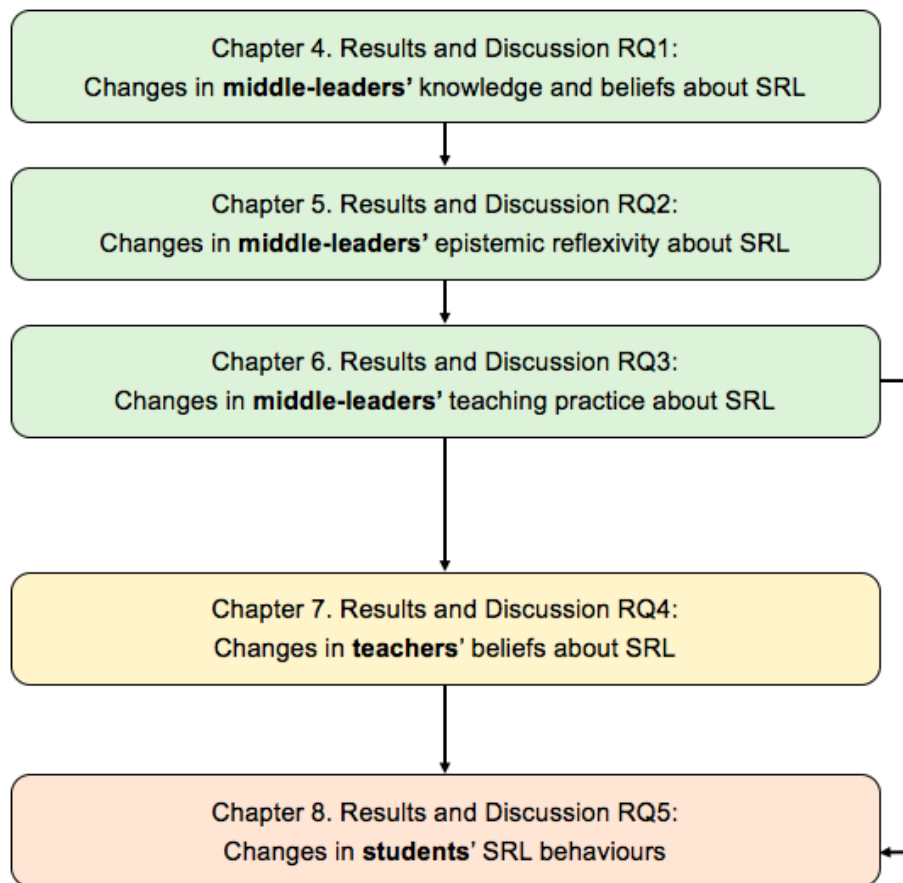 Chapter 4. Results and Discussion RQ1:
Changes in middle-leaders’ knowledge and beliefs about SRL
Chapter 5. Results and Discussion RQ2:
Changes in middle-leaders’ epistemic reflexivity about SRL
Chapter 6. Results and Discussion RQ3:
Changes in middle-leaders’ teaching practice about SRL
Chapter 7. Results and Discussion RQ4:
Changes in teachers’ beliefs about SRL
Chapter 8. Results and Discussion RQ5:
Changes in students’ SRL behaviours